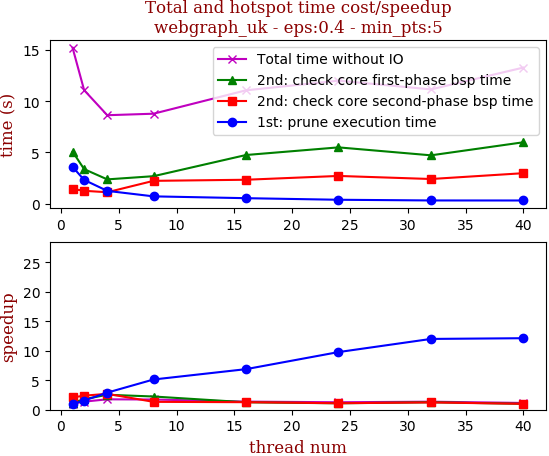 Total and hotspot time cost/speedup
webgraph_uk - eps:0.4 - min_pts:5
time (s)
15
10
5
0
Total time without IO
2nd: check core first-phase bsp time
2nd: check core second-phase bsp time
1st: prune execution time
0 5 10 15 20 25 30 35 40
speedup
25
20
15
10
5
0
0 5 10 15 20 25 30 35 40
thread num